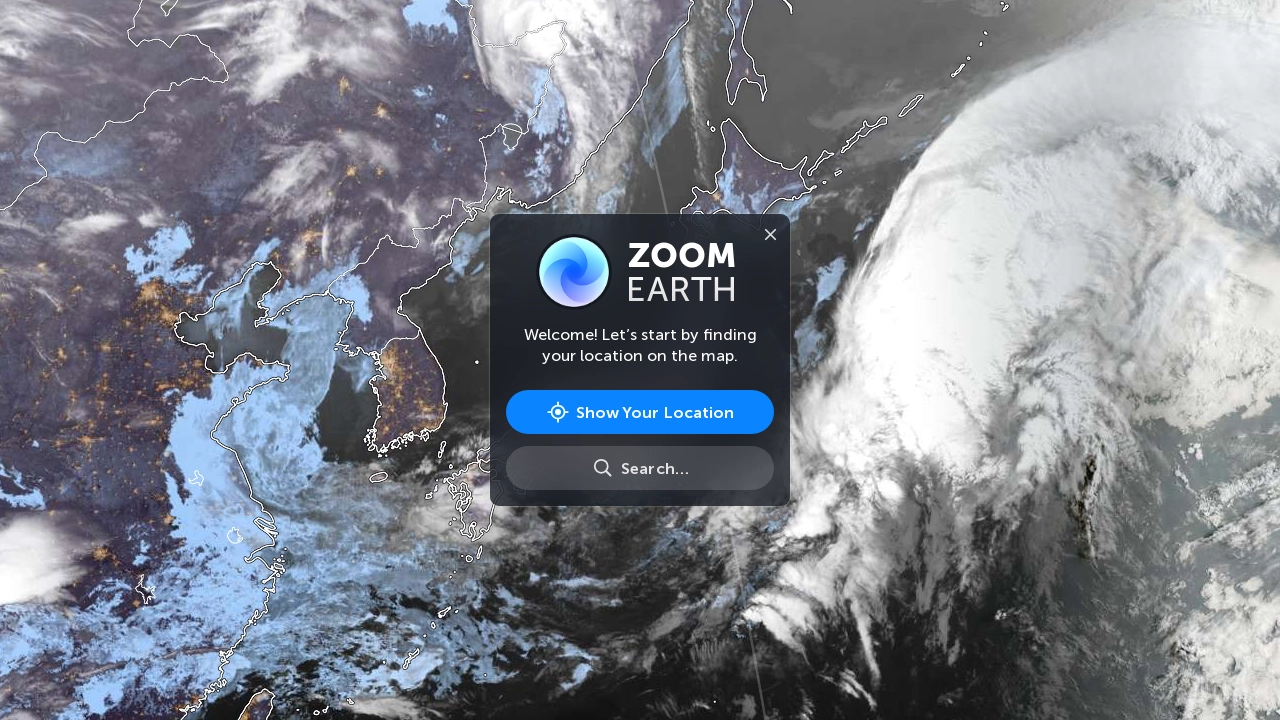 ZOOM
EARTH
Welcome! Let’s start by finding
your location on the map.
Show Your Location
Search…